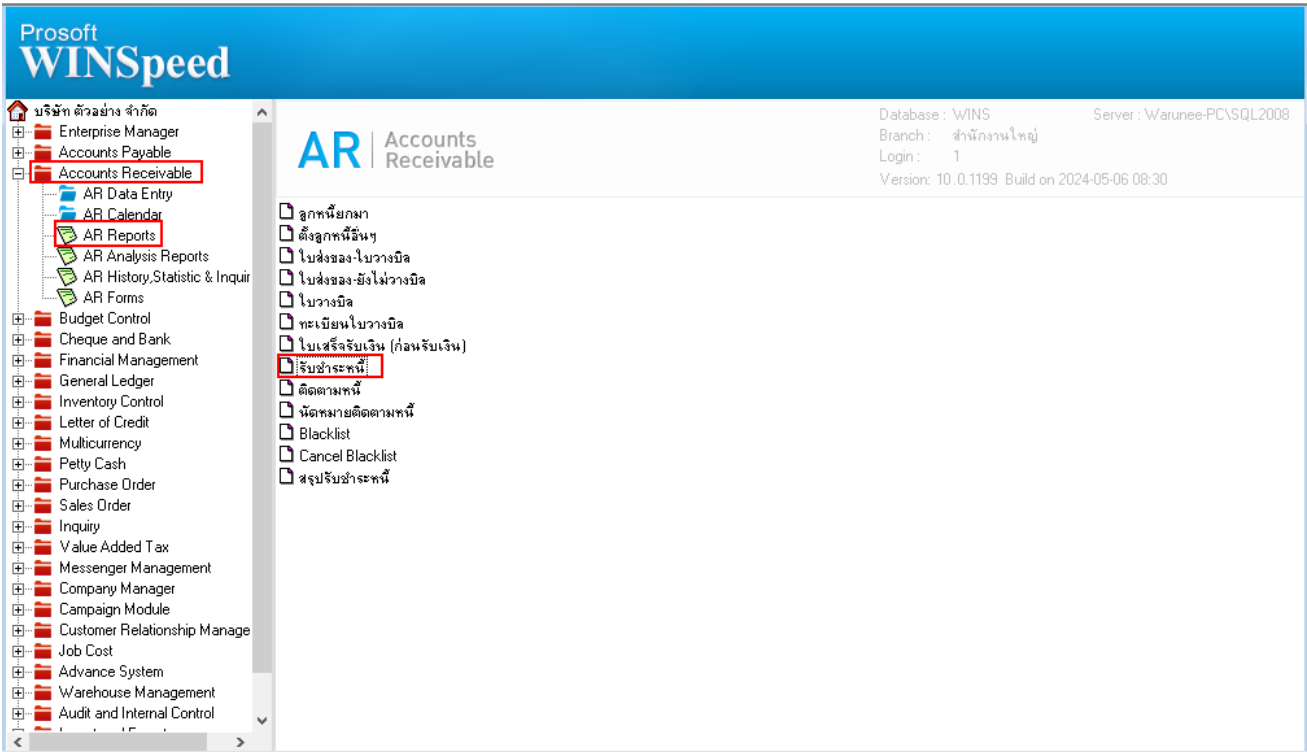 Prosoft
WINSpeed
บริษัท ตัวอย่าง จำกัด
Enterprise Manager
Accounts Payable
Accounts Receivable
AR Data Entry
AR Calendar
AR Reports
AR Analysis Reports
AR History,Statistic & Inquir
AR Forms
Budget Control
Cheque and Bank
Financial Management
General Ledger
Inventory Control
Letter of Credit
Multicurrency
Petty Cash
Purchase Order
Sales Order
Inquiry
Value Added Tax
Messenger Management
Company Manager
Campaign Module
Customer Relationship Manage
Job Cost
Advance System
Warehouse Management
Audit and Internal Control
AR Accounts
Receivable
Database : WINS Server : Warunee-PC\SQL2008
Branch : สำนักงานใหญ่
Login : 1
Version: 10.0.1199 Build on 2024-05-06 08:30
ลูกหนี้ยกมา
ตั้งลูกหนี้อื่นๆ
ใบส่งของ-ใบวางบิล
ใบส่งของ-ยังไม่วางบิล
ใบวางบิล
ทะเบียนใบวางบิล
ใบเสร็จรับเงิน (ก่อนรับเงิน)
รับชำระหนี้
ติดตามหนี้
นัดหมายติดตามหนี้
Blacklist
Cancel Blacklist
สรุปรับชำระหนี้